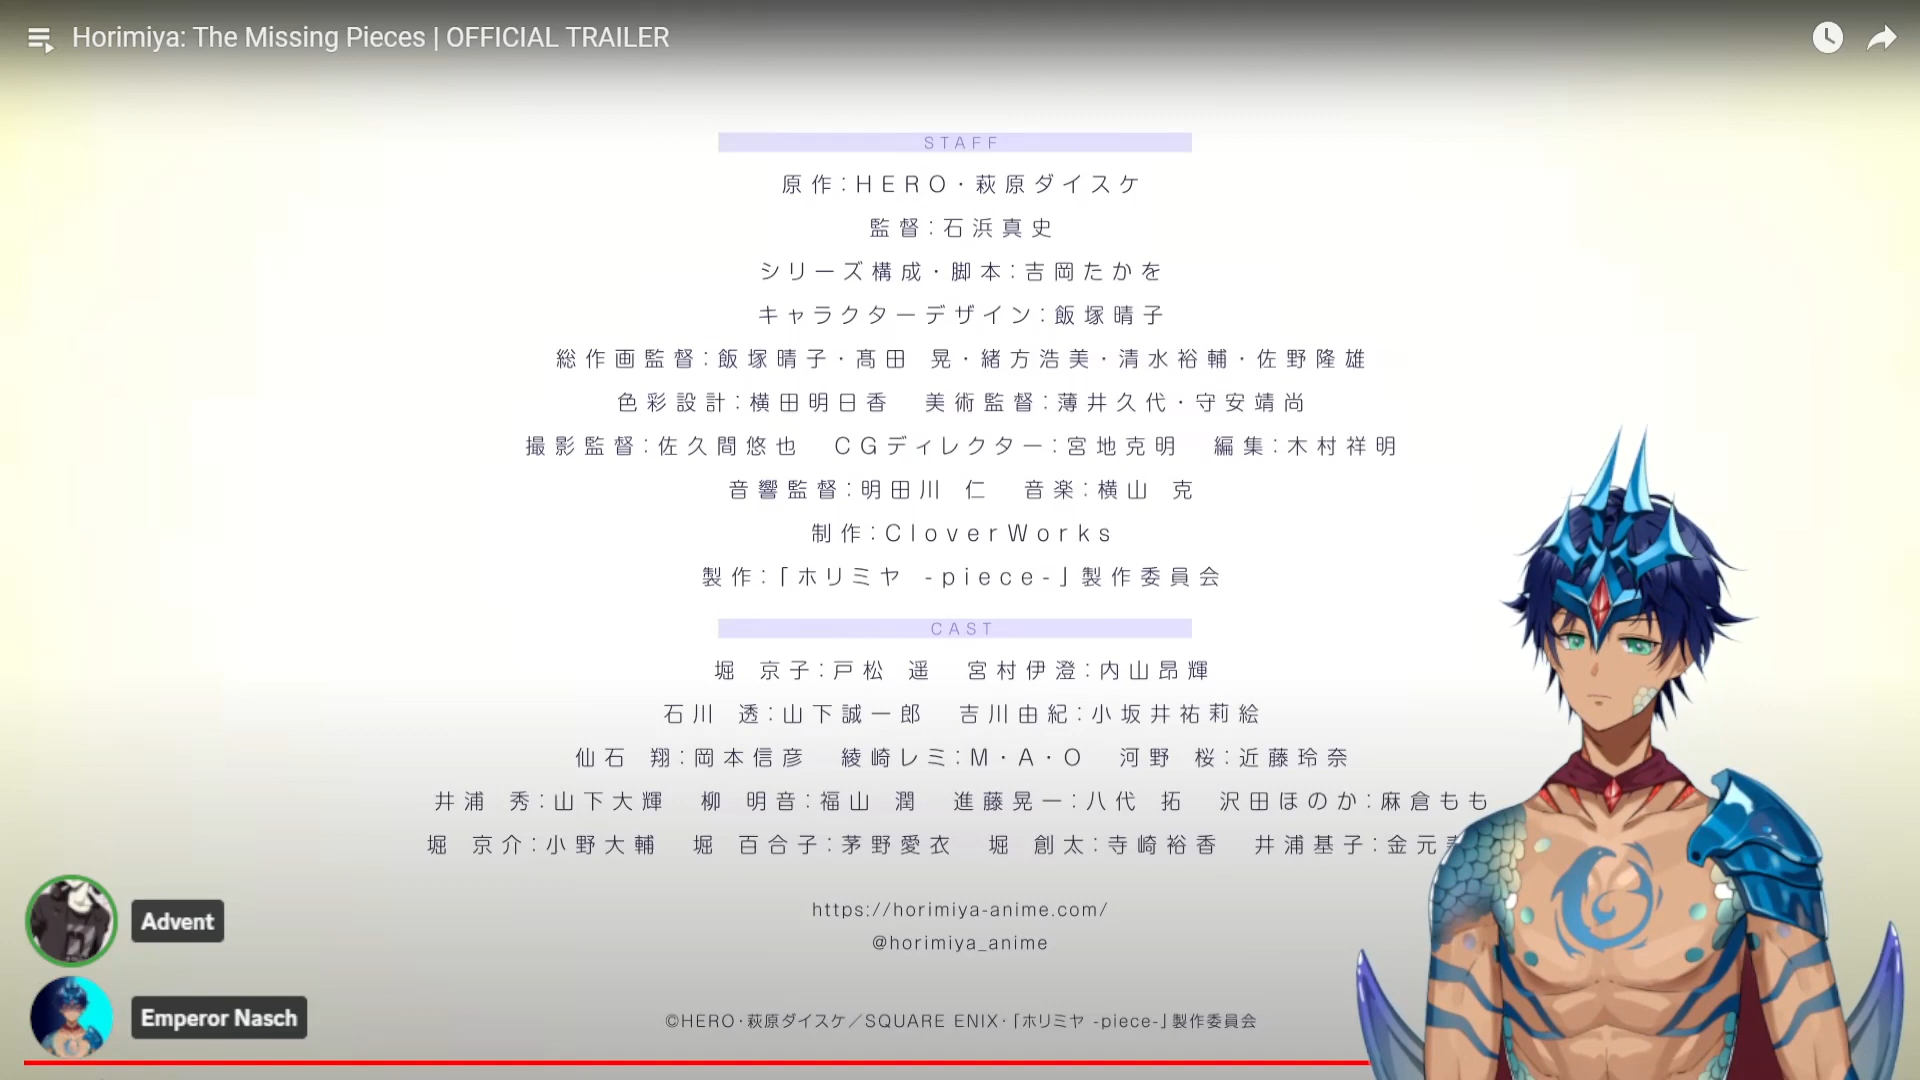 Horimiya: The Missing Pieces | OFFICIAL TRAILER
STAFF
原作:HERO・萩原ダイスケ
監督:石浜真史
シリーズ構成・脚本:吉岡たかを
キャラクターデザイン:飯塚晴子
総作画監督:飯塚晴子・髙田 晃・緒方浩美・清水裕輔・佐野隆雄
色彩設計:横田明日香 美術監督:薄井久代・守安靖尚
撮影監督:佐久間悠也 CGディレクター:宮地克明 編集:木村祥明
音響監督:明田川 仁 音楽:横山 克
制作:CloverWorks
製作:「ホリミヤ -piece-」製作委員会
CAST
堀 京子:戸松 遥 宮村伊澄:内山昂輝
石川 透:山下誠一郎 吉川由紀:小坂井祐莉絵
仙石 翔:岡本信彦 綾崎レミ:M・A・O 河野 桜:近藤玲奈
井浦 秀:山下大輝 柳 明音:福山 潤 進藤晃一:八代 拓 沢田ほのか:麻倉もも
堀 京介:小野大輔 堀 百合子:茅野愛衣 堀 創太:寺崎裕香 井浦基子:金元
https://horimiya-anime.com/
@horimiya_anime
©HERO・萩原ダイスケ／SQUARE ENIX・「ホリミヤ -piece-」製作委員会
Advent
Emperor Nasch